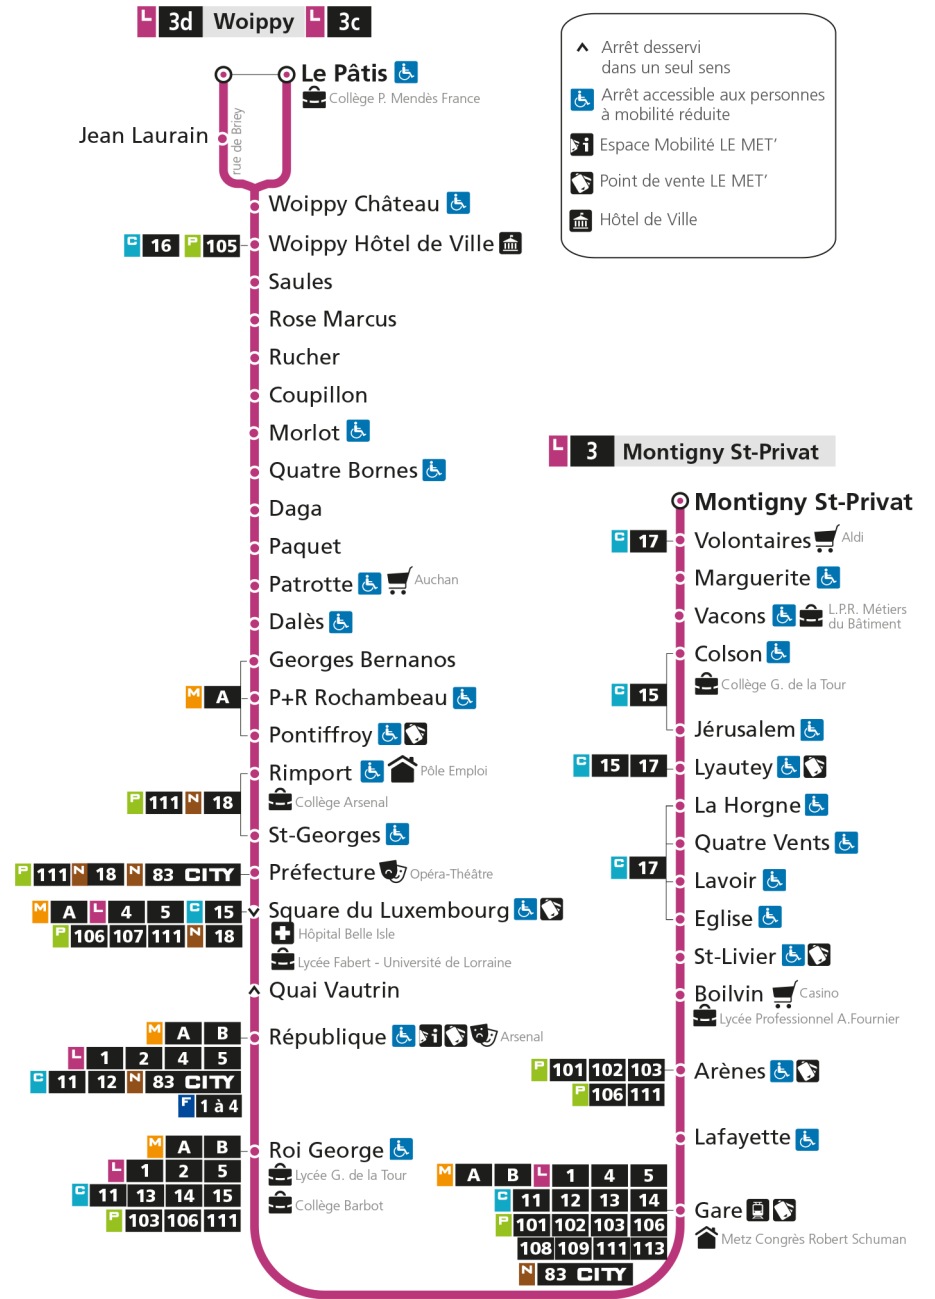 L 3d Woippy L 3c
Arrêt desservi
dans un seul sens
Arrêt accessible aux personnes
à mobilité réduite
Espace Mobilité LE MET’
Point de vente LE MET’
Hôtel de Ville
Le Pâtis
Collège P. Mendès France
Jean Laurain
rue de Briey
Woippy Château
C 16 P 105 Woippy Hôtel de Ville
Saules
Rose Marcus
Rucher
Coupillon
Morlot
Quatre Bornes
Daga
Paquet
Patrotte Auchan
Dalès
Georges Bernanos
M A P+R Rochambeau
Pontiffroy
Rimport Pôle Emploi
P 111 N 18 Collège Arsenal
St-Georges
P 111 N 18 N 83 CITY Préfecture Opéra-Théâtre
M A L 4 5 C 15 Square du Luxembourg
P 106 107 111 N 18 Hôpital Belle Isle
Lycée Fabert - Université de Lorraine
Quai Vautrin
M A B République i Arsenal
L 1 2 4 5
C 11 12 N 83 CITY
F 1 à 4
M A B Roi George
L 1 2 5 Lycée G. de la Tour
C 11 13 14 15 Collège Barbot
P 103 106 111
L 3 Montigny St-Privat
Montigny St-Privat
C 17 Volontaires Aldi
Marguerite
Vacons L.P.R. Métiers
du Bâtiment
Colson
C 15 Collège G. de la Tour
Jérusalem
C 15 17 Lyautey
La Horgne
Quatre Vents
C 17 Lavoir
Eglise
St-Livier
Boilvin Casino
Lycée Professionnel A.Fournier
P 101 102 103 Arènes
P 106 111
Lafayette
M A B L 1 4 5
C 11 12 13 14 Gare
P 101 102 103 106 Metz Congrès Robert Schuman
108 109 111 113
N 83 CITY